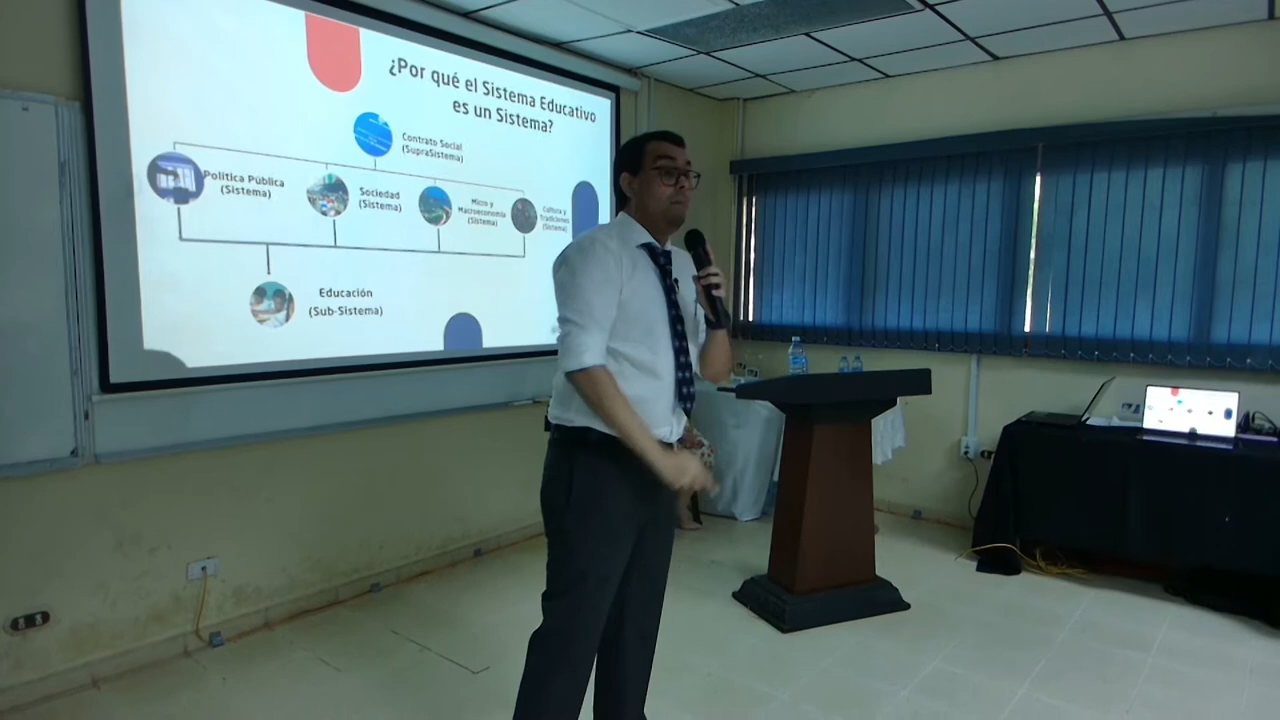 ¿Por qué el Sistema Educativo
es un Sistema?
Contrato Social
(SupraSistema)
Política Pública
(Sistema)
Sociedad
(Sistema)
Micro y
Macroeconomía
(Sistema)
Cultura y
Tradiciones
(Sistema)
Educación
(Sub-Sistema)